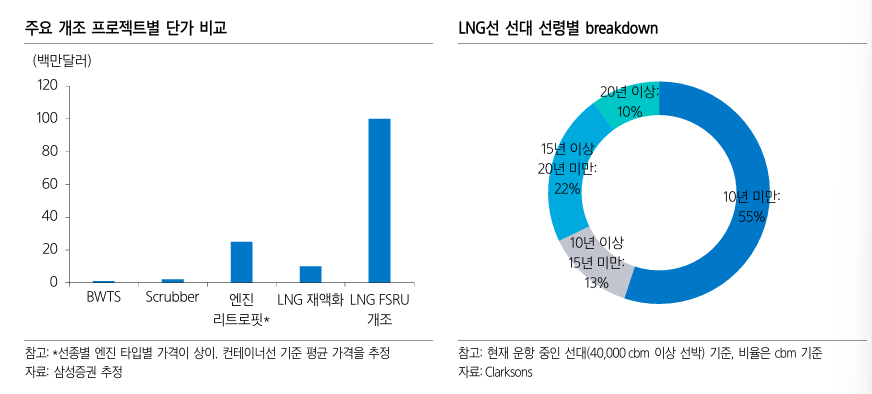 주요 개조 프로젝트별 단가 비교
(백만달러)
120
100
80
60
40
20
0
BWTS
Scrubber
엔진
리트로핏*
LNG 재액화
LNG FSRU
개조
참고: *선종별 엔진 타입별 가격이 상이. 컨테이너선 기준 평균 가격을 추정
자료: 삼성증권 추정
LNG선 선대 선령별 breakdown
20년 이상:
10%
15년 이상
20년 미만:
22%
10년 미만:
55%
10년 이상
15년 미만:
13%
참고: 현재 운항 중인 선대(40,000 cbm 이상 선박) 기준, 비율은 cbm 기준
자료: Clarksons